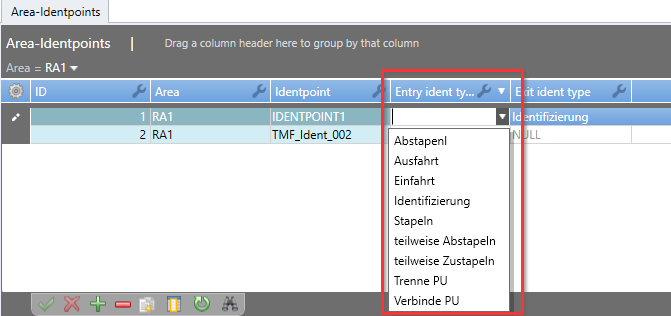 Area-Identpoints
Area-Identpoints | Drag a column header here to group by that column
Area = RA1
ID Area Identpoint Entry ident ty... Exit ident type
1 RA1 IDENTPOINT1 Identifizierung
2 RA1 TMF_Ident_002 NULL
Abstapenl
Ausfahrt
Einfahrt
Identifizierung
Stapeln
teilweise Abstapeln
teilweise Zustapeln
Trenne PU
Verbinde PU